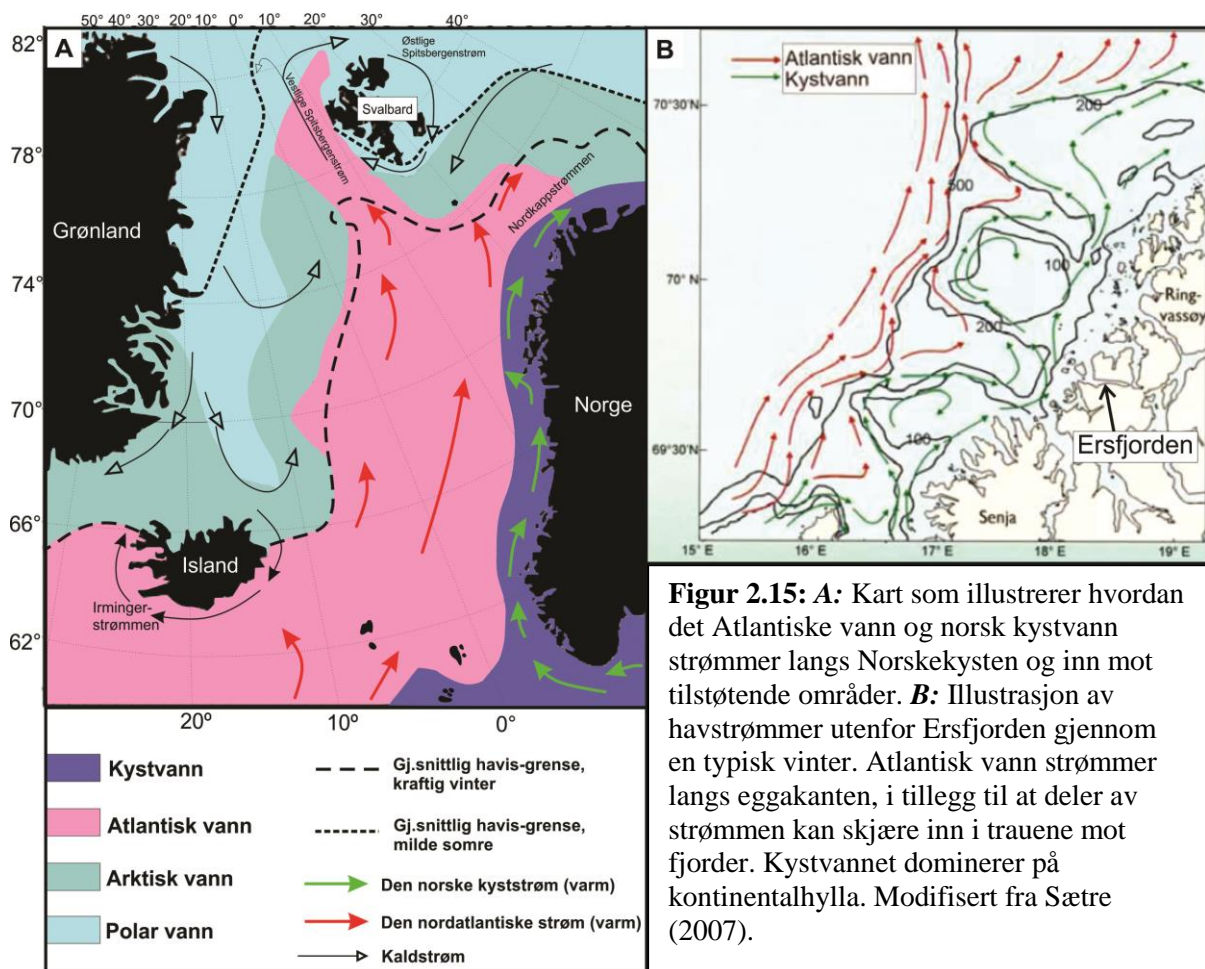 50° 40° 30° 20° 10° 0° 10° 20° 30° 40°
A
82°
78°
74°
70°
66°
62°
Østlige
Spitsbergenstrøm
Vestlige Spitsbergenstrøm
Svalbard
Nordkappstrømmen
Grønland
Norge
Island
Irminger-
strømmen
20° 10° 0°
Kystvann
Atlantisk vann
Arktisk vann
Polar vann
Gj.snittlig havis-grense,
kraftig vinter
Gj.snittlig havis-grense,
milde somre
Den norske kyststrøm (varm)
Den nordatlantiske strøm (varm)
Kaldstrøm
B
Atlantisk vann
Kystvann
70°30'
70°
69°30'
200
500
100
200
100
Ring-
vassøy
Ersfjorden
Senja
15° E 16° E 17° E 18° E 19° E
Figur 2.15: A: Kart som illustrerer hvordan
det Atlantiske vann og norsk kystvann
strømmer langs Norskekysten og inn mot
tilstøtende områder. B: Illustrasjon av
havstrømmer utenfor Ersfjorden gjennom
en typisk vinter. Atlantisk vann strømmer
langs eggakanten, i tillegg til at deler av
strømmen kan skjære inn i trauene mot
fjorder. Kystvannet dominerer på
kontinentalhylla. Modifisert fra Sætre
(2007).